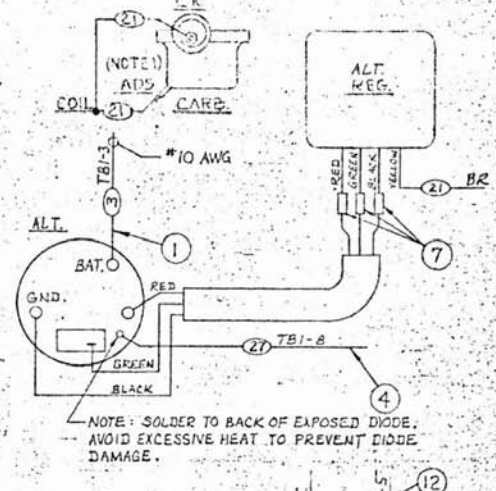 21
(NOTE 1)
ADS
COIL
21
CARB.
ALT.
REG.
RED
GREEN
BLACK
YELLOW
21
BR
7
TB1-3
#10 AWG
3
1
ALT.
BAT.
GND.
RED
GREEN
BLACK
27
TB1-8
4
NOTE: SOLDER TO BACK OF EXPOSED DIODE.
AVOID EXCESSIVE HEAT TO PREVENT DIODE
DAMAGE.
12